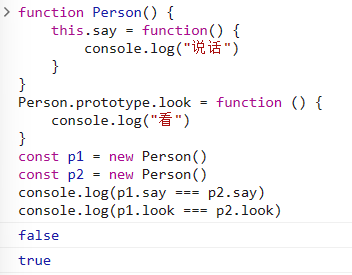 function Person() {
    this.say = function() {
        console.log("说话")
    }
}
Person.prototype.look = function () {
    console.log("看")
}
const p1 = new Person()
const p2 = new Person()
console.log(p1.say === p2.say)
console.log(p1.look === p2.look)
false
true